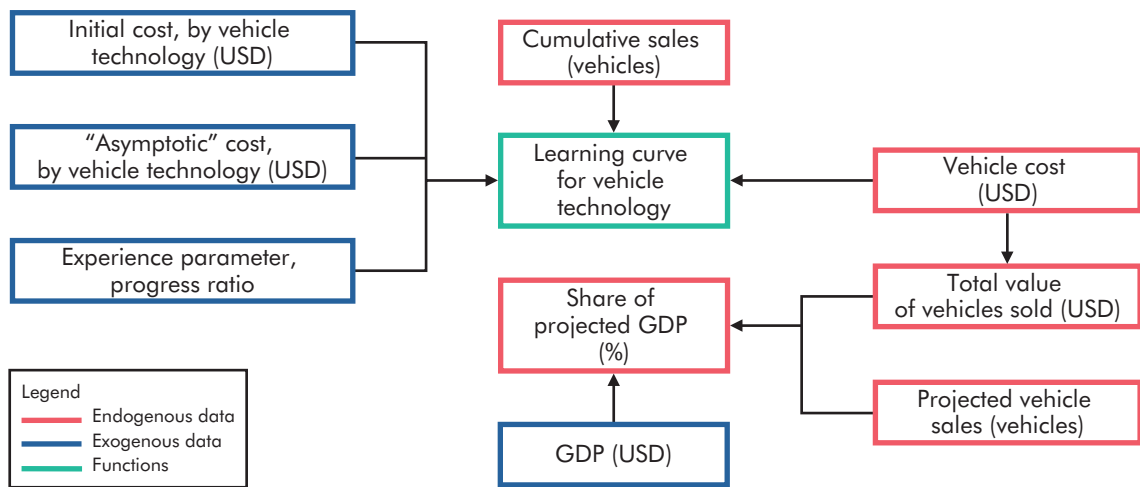 Initial cost, by vehicle
technology (USD)
Cumulative sales
(vehicles)
“Asymptotic” cost,
by vehicle technology (USD)
Learning curve
for vehicle
technology
Vehicle cost
(USD)
Experience parameter,
progress ratio
Share of
projected GDP
(%)
Total value
of vehicles sold (USD)
Legend
Endogenous data
Exogenous data
Functions
GDP (USD)
Projected vehicle
sales (vehicles)